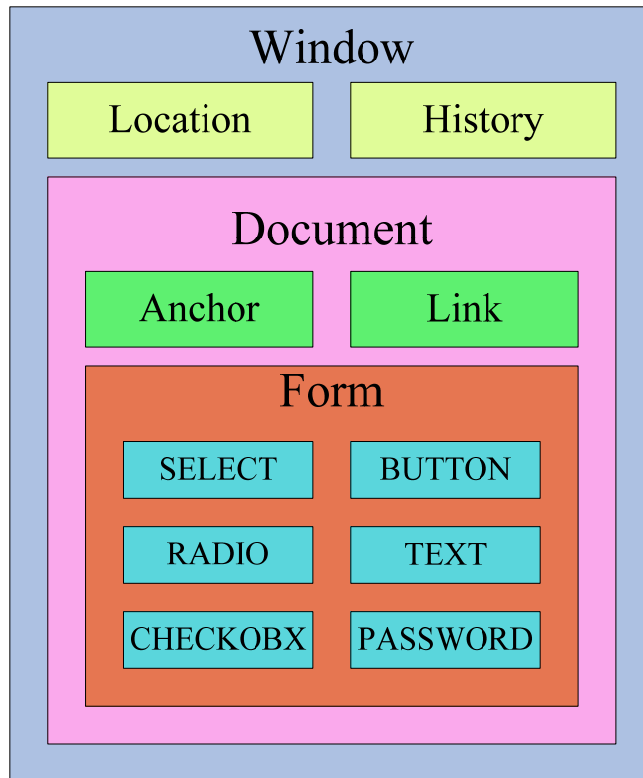 Window
Location History
Document
Anchor Link
Form
SELECT BUTTON
RADIO TEXT
CHECKOBX PASSWORD